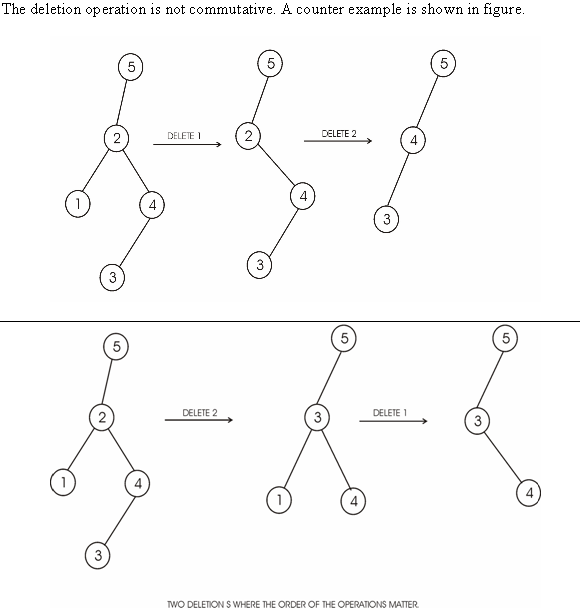 The deletion operation is not commutative. A counter example is shown in figure.
5 5 5
2 DELETE 1 2 DELETE 2 4
1 4 4 3
3 3
5 5 5
2 DELETE 2 3 DELETE 1 3
1 4 1 4 4
3
TWO DELETION S WHERE THE ORDER OF THE OPERATIONS MATTER.